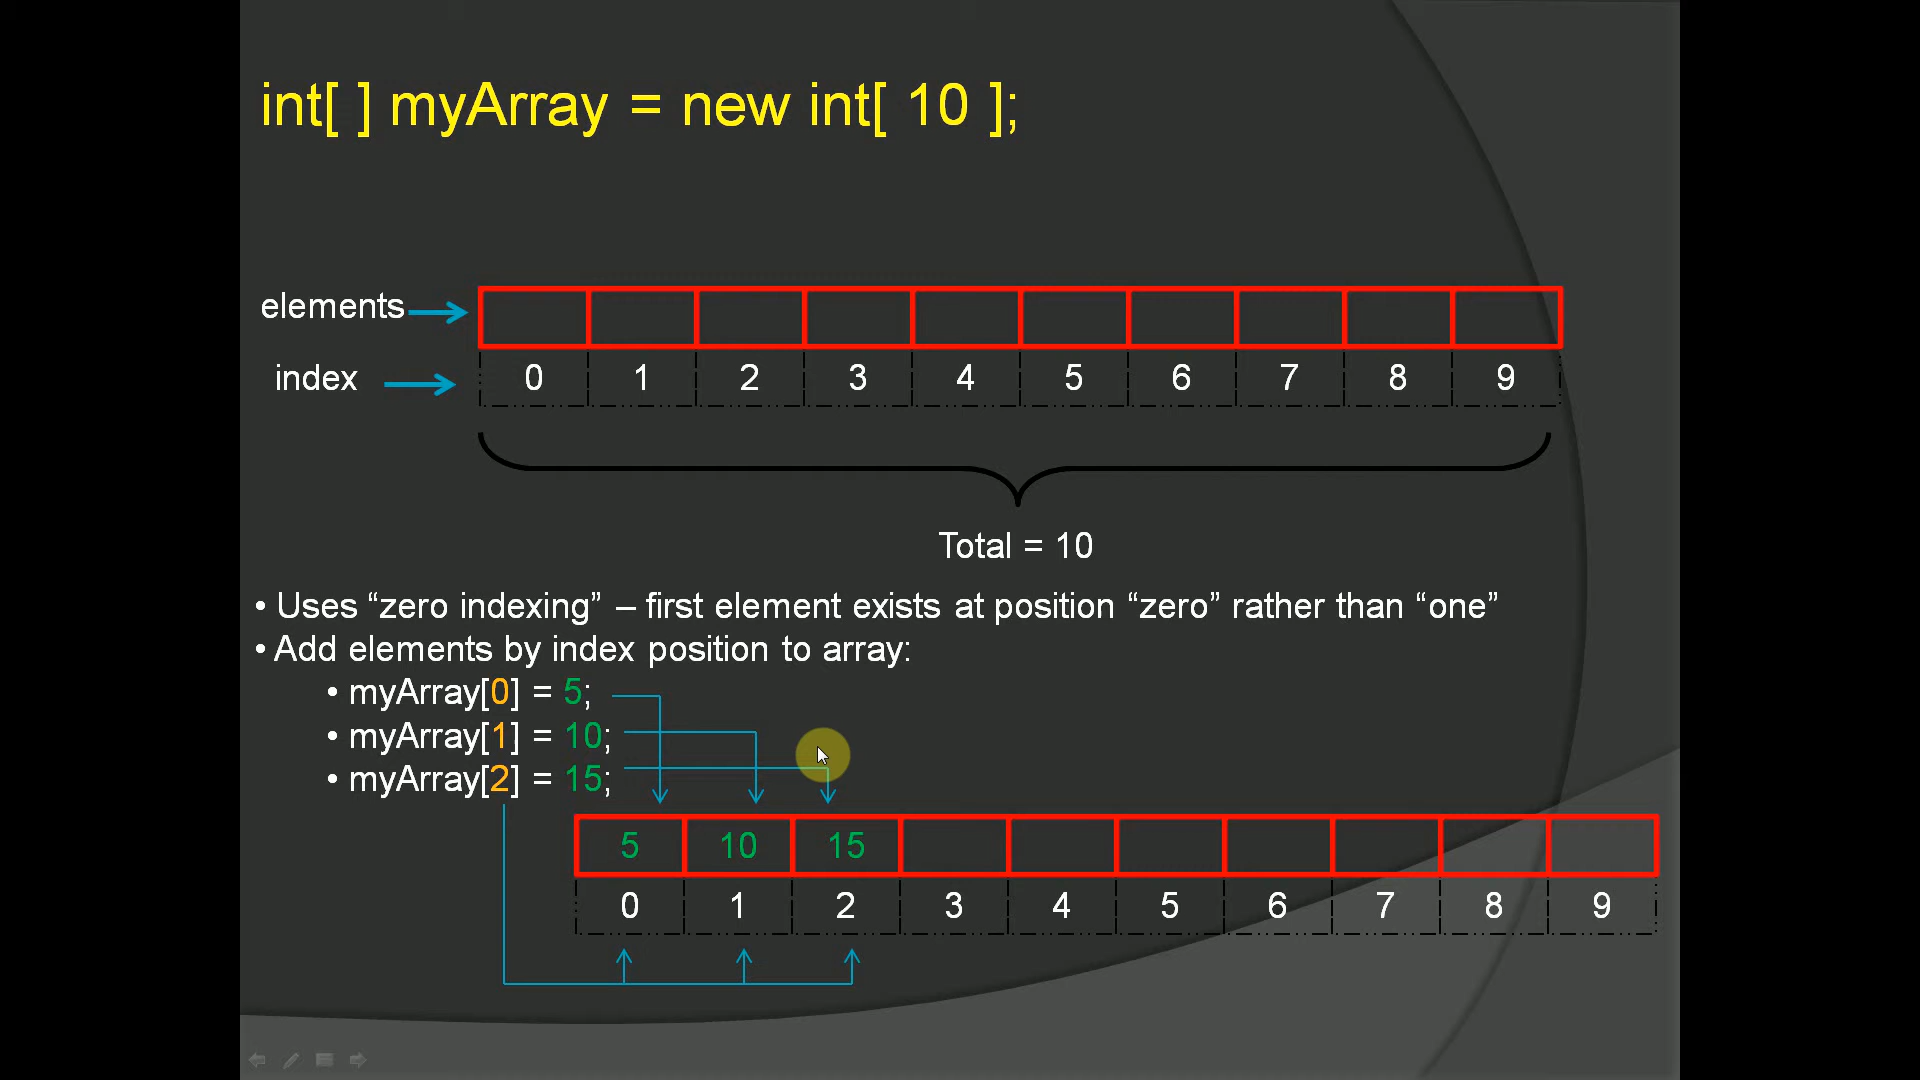 int[ ] myArray = new int[ 10 ];
elements
index 0 1 2 3 4 5 6 7 8 9
Total = 10
• Uses “zero indexing” – first element exists at position “zero” rather than “one”
• Add elements by index position to array:
• myArray[0] = 5;
• myArray[1] = 10;
• myArray[2] = 15;
5 10 15
0 1 2 3 4 5 6 7 8 9